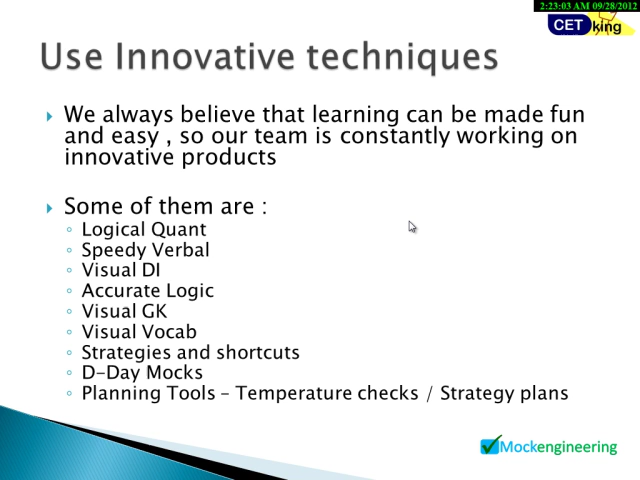 2:23:03 AM 09/28/2012
CET king
Use Innovative techniques
We always believe that learning can be made fun
and easy , so our team is constantly working on
innovative products
Some of them are :
Logical Quant
Speedy Verbal
Visual DI
Accurate Logic
Visual GK
Visual Vocab
Strategies and shortcuts
D-Day Mocks
Planning Tools – Temperature checks / Strategy plans
Mockengineering